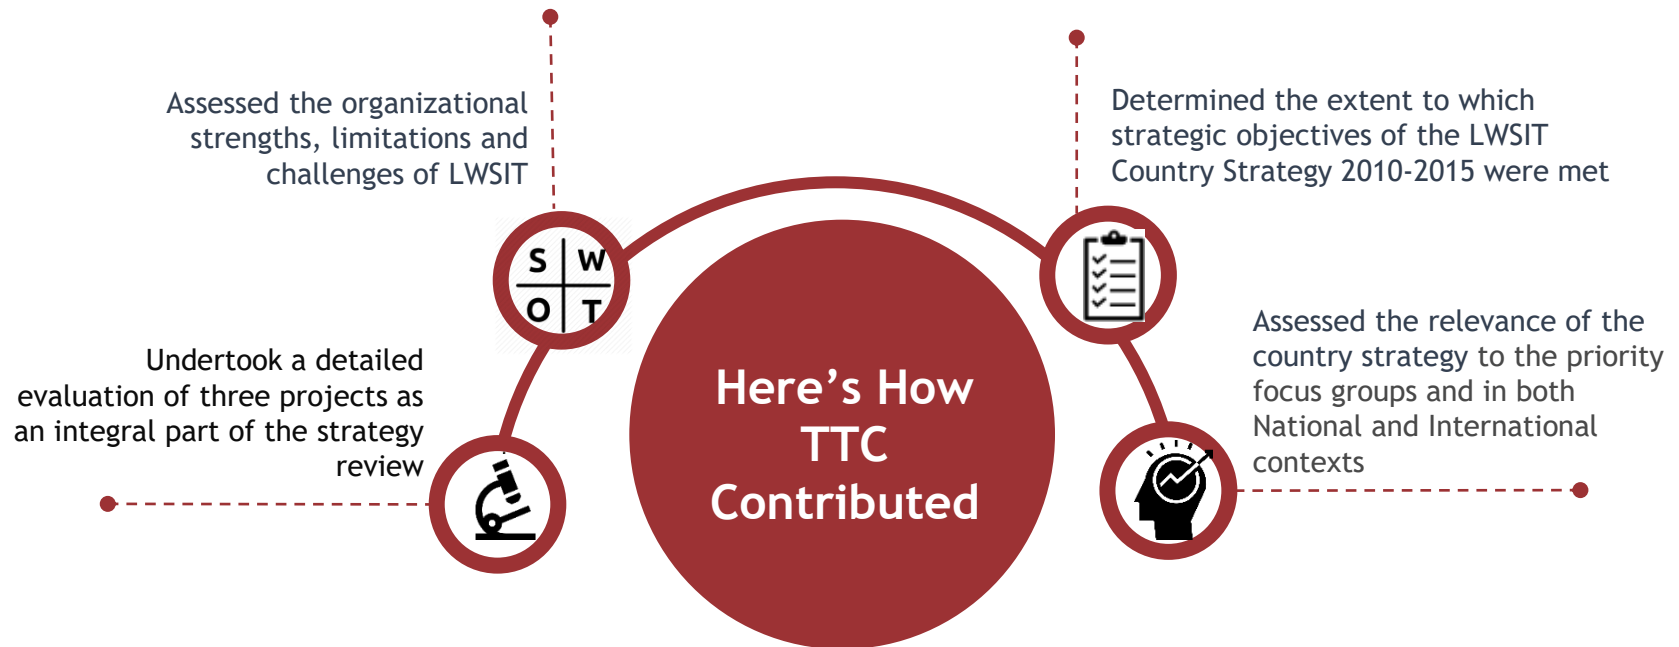 Assessed the organizational
strengths, limitations and
challenges of LWSIT
Determined the extent to which
strategic objectives of the LWSIT
Country Strategy 2010-2015 were met
S W
O T
Undertook a detailed
evaluation of three projects as
an integral part of the strategy
review
Here’s How
TTC
Contributed
Assessed the relevance of the
country strategy to the priority
focus groups and in both
National and International
contexts